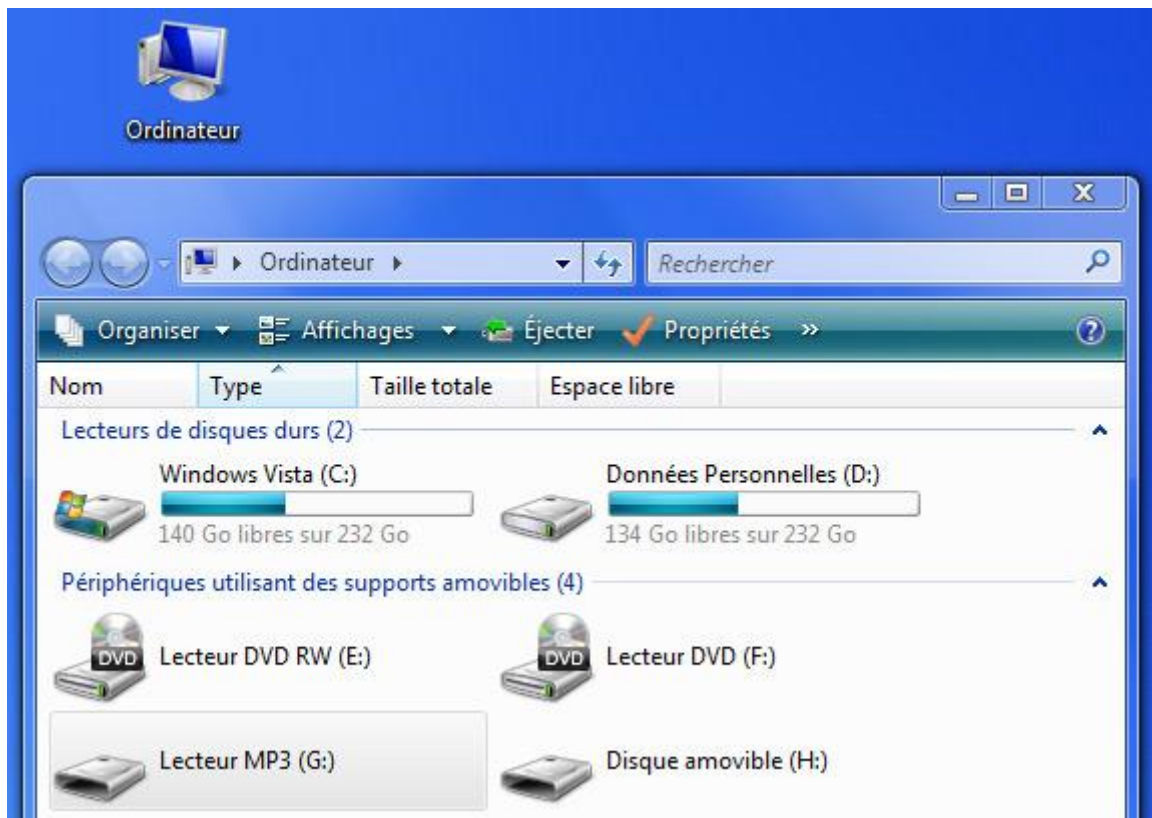 Ordinateur
Ordinateur
Rechercher
Organiser Affichages Éjecter Propriétés »
Nom Type Taille totale Espace libre
Lecteurs de disques durs (2)
Windows Vista (C:) Données Personnelles (D:)
140 Go libres sur 232 Go 134 Go libres sur 232 Go
Périphériques utilisant des supports amovibles (4)
DVD Lecteur DVD RW (E:) DVD Lecteur DVD (F:)
Lecteur MP3 (G:) Disque amovible (H:)